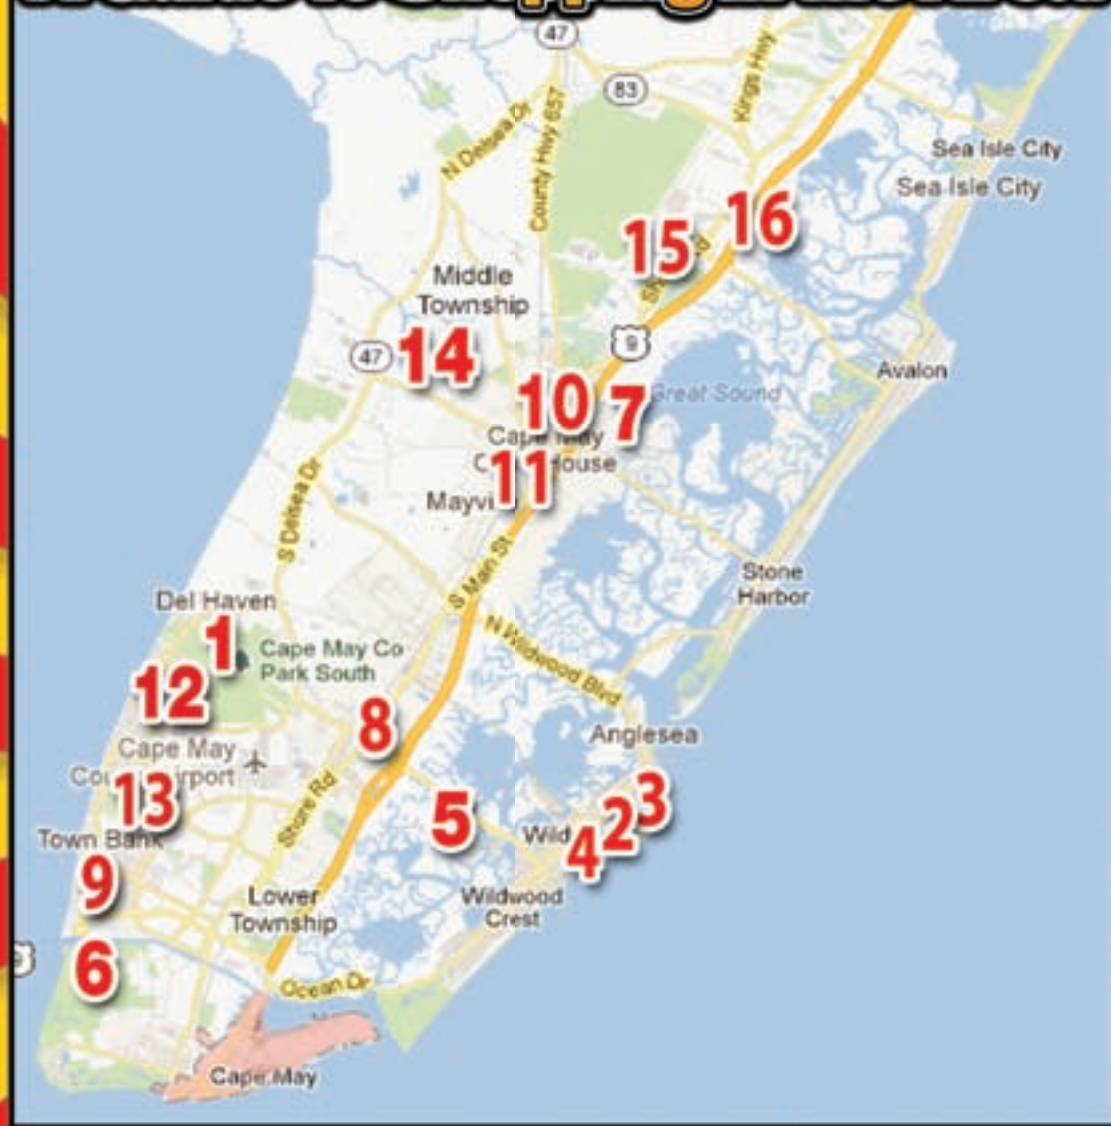 47
83
Kings Hwy
N Delsea Dr
County Hwy 657
Sea Isle City
Sea Isle City
16
15
Middle
Township
9
47
14
Avalon
10
7
Great Sound
Cape May
11
S Delsea Dr
S Main St
Stone
Harbor
Del Haven
1
Cape May Co
Park South
N Wildwood Blvd
12
8
Anglesea
Cape May
13
5
3
2
4
Shore Rd
Town Bank
9
Lower
Township
Wildwood
Crest
6
Ocean Dr
Cape May